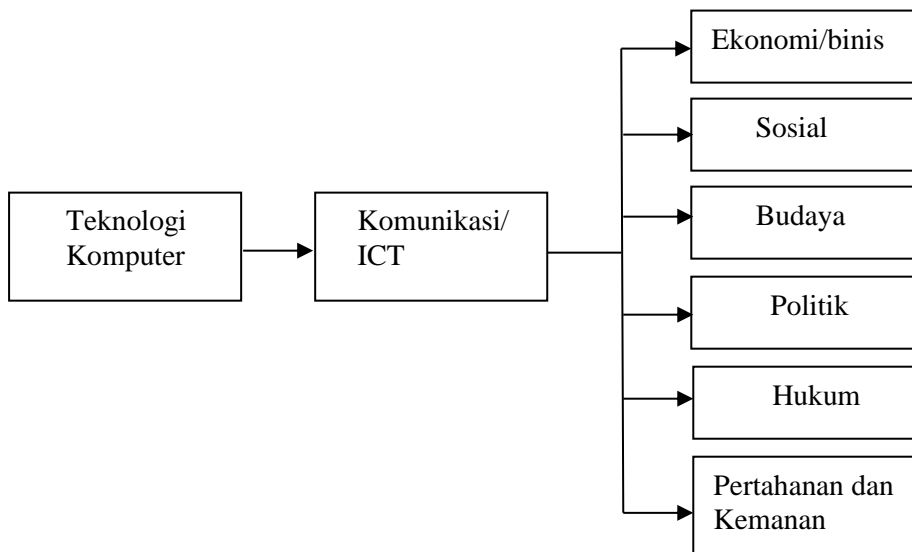 Teknologi
Komputer
Komunikasi/
ICT
Ekonomi/binis
Sosial
Budaya
Politik
Hukum
Pertahanan dan
Kemanan